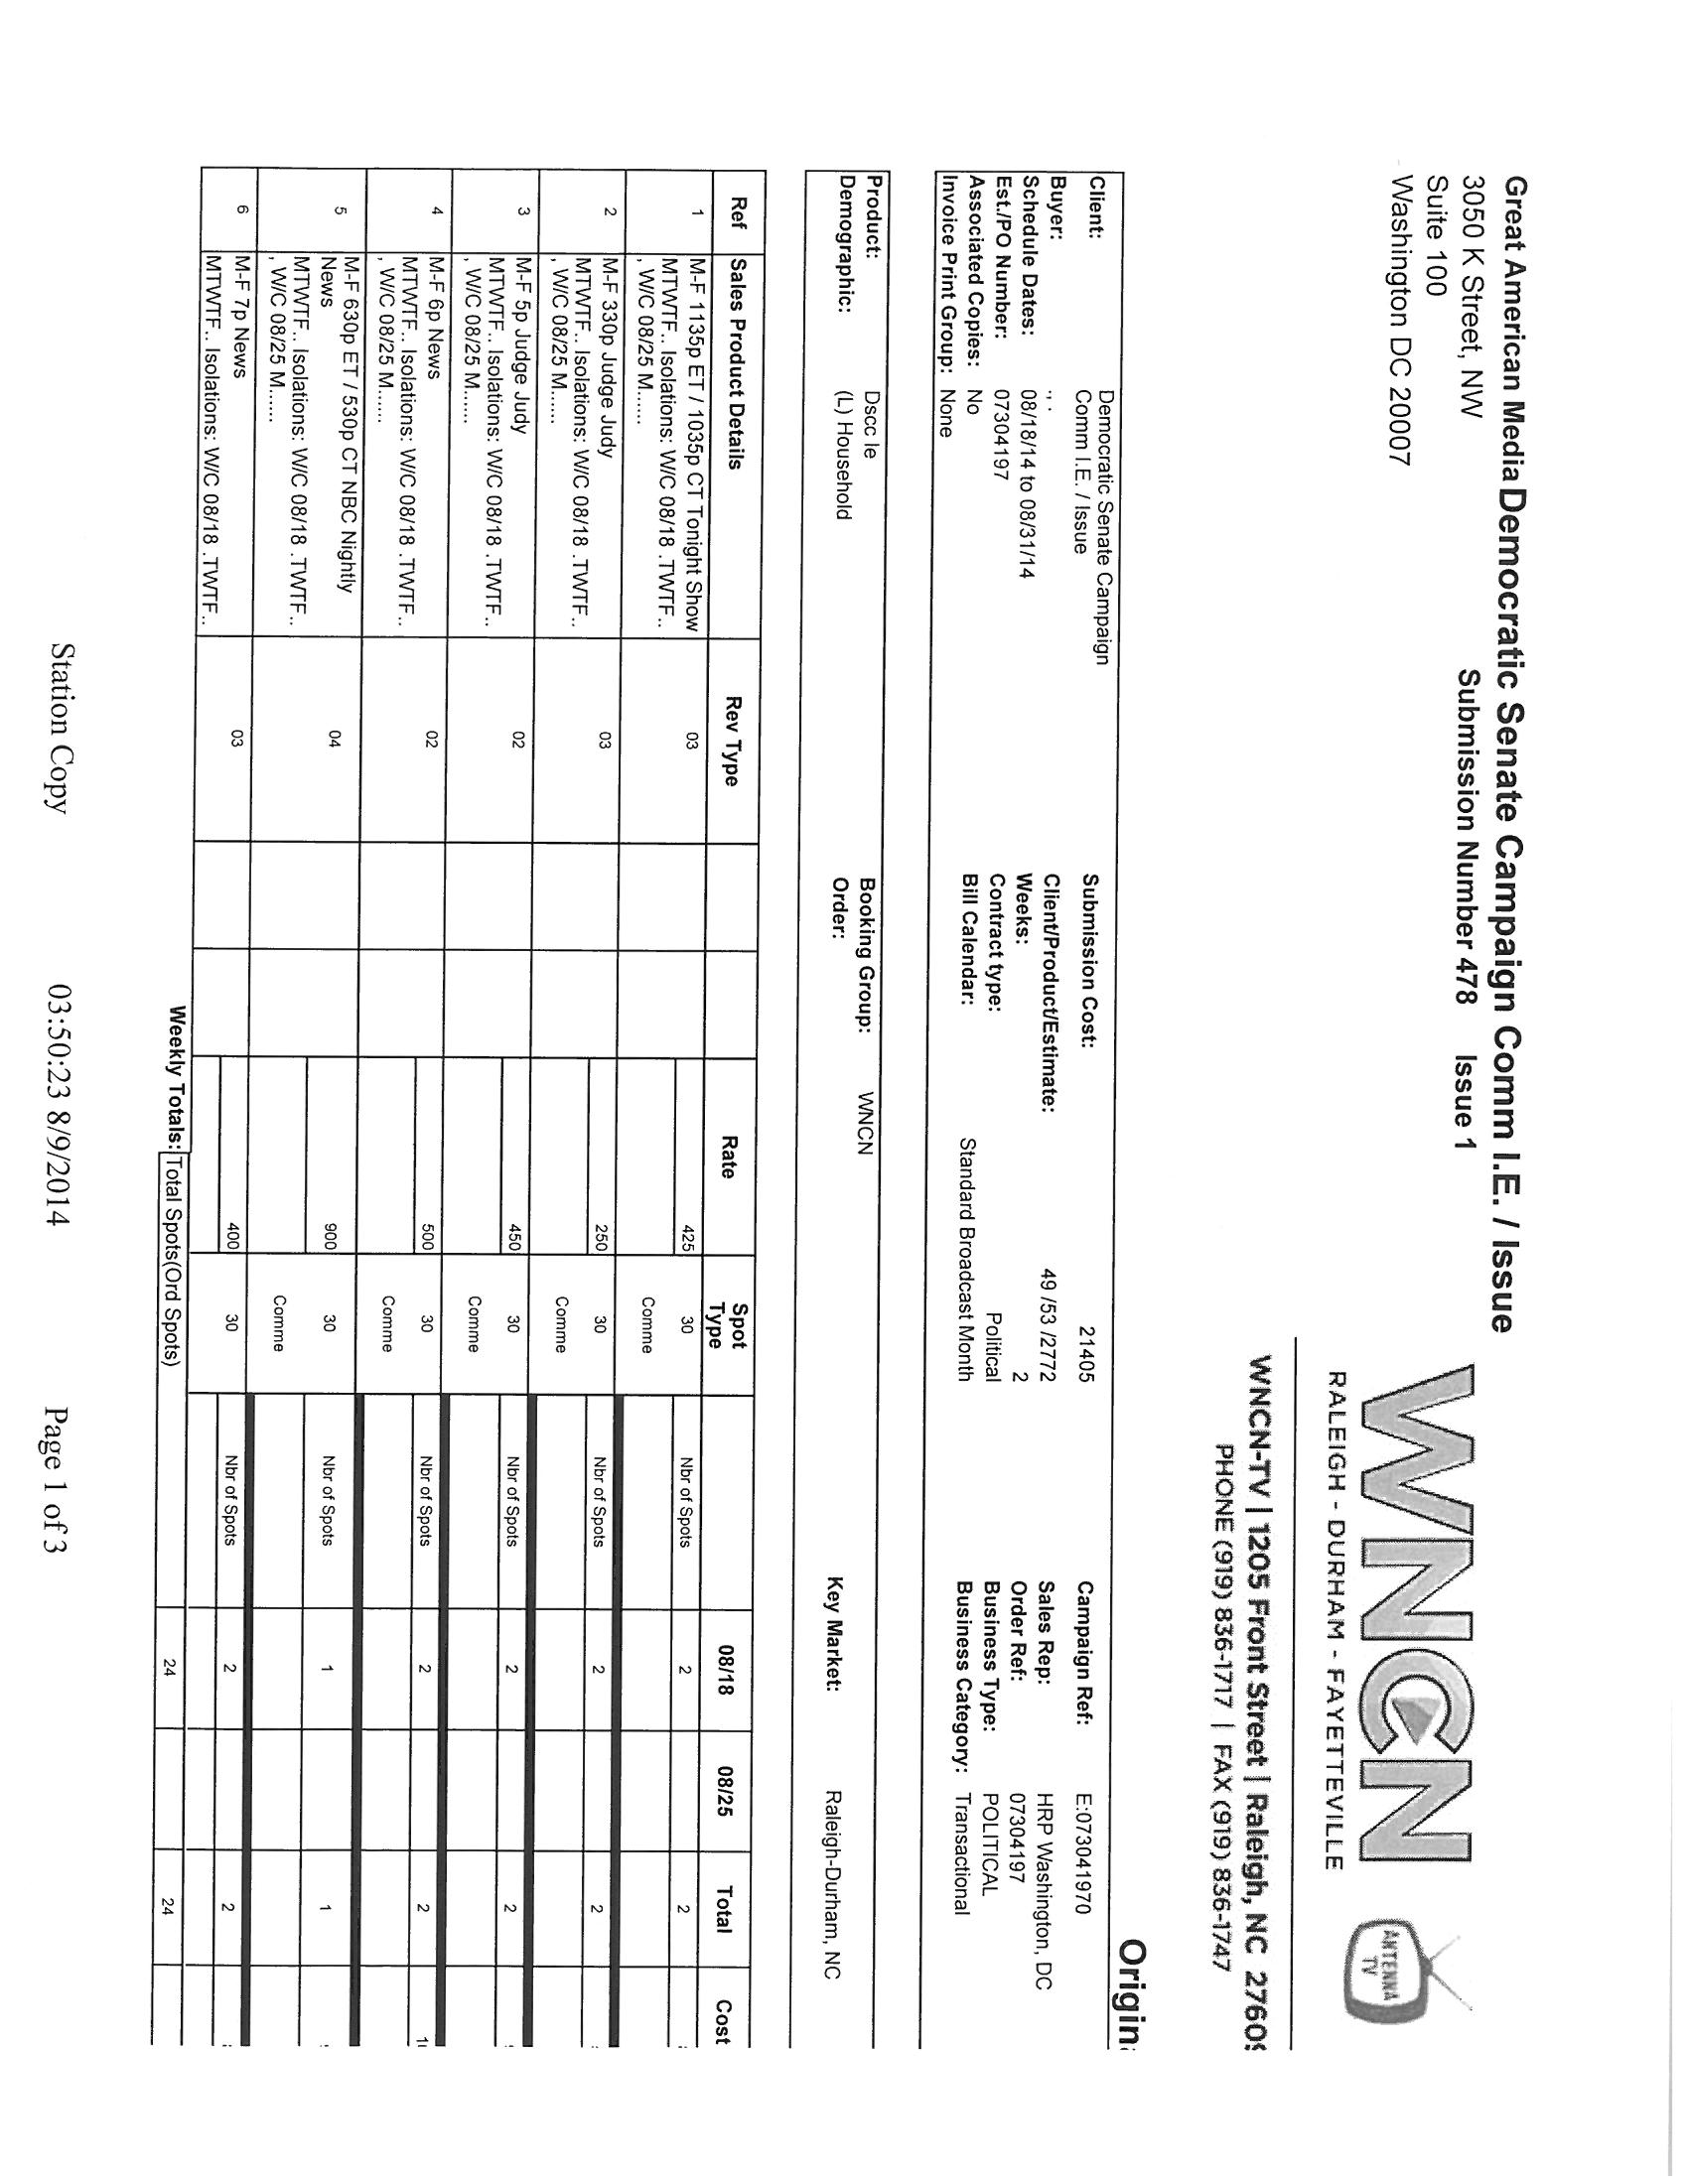 Great American Media Democratic Senate Campaign Comm I.E. / Issue
3050 K Street, NW Submission Number 478 Issue 1
Suite 100
Washington DC 20007
WNCN
RALEIGH - DURHAM - FAYETTEVILLE
ANTENNA
TV
WNCN-TV | 1205 Front Street | Raleigh, NC
PHONE (919) 836-1717 | FAX (919) 836-1747
Client: Democratic Senate Campaign Submission Cost: 21405 Campaign Ref: E:073041970
Comm I.E. / Issue
Buyer: , . Client/Product/Estimate: 49 /53 /2772 Sales Rep: HRP Washington, DC
Schedule Dates: 08/18/14 to 08/31/14 Weeks: 2 Order Ref: 07304197
Est./PO Number: 07304197 Contract type: Political Business Type: POLITICAL
Associated Copies: No Bill Calendar: Standard Broadcast Month Business Category: Transactional
Invoice Print Group: None
Product: Dscc Ie Booking Group: WNCN
Demographic: (L) Household Order: Key Market: Raleigh-Durham, NC
Ref Sales Product Details Rev Type Rate Spot Type 08/18 08/25 Total Cost
1 M-F 1135p ET / 1035p CT Tonight Show 03 425 30 Nbr of Spots 2 2
MTWTF.. Isolations: W/C 08/18 .TWTF..
, W/C 08/25 M...... Comme
2 M-F 330p Judge Judy 03 250 30 Nbr of Spots 2 2
MTWTF.. Isolations: W/C 08/18 .TWTF..
, W/C 08/25 M...... Comme
3 M-F 5p Judge Judy 02 450 30 Nbr of Spots 2 2
MTWTF.. Isolations: W/C 08/18 .TWTF..
, W/C 08/25 M...... Comme
4 M-F 6p News 02 500 30 Nbr of Spots 2 2
MTWTF.. Isolations: W/C 08/18 .TWTF..
, W/C 08/25 M...... Comme
5 M-F 630p ET / 530p CT NBC Nightly 04 900 30 Nbr of Spots 1 1
News
MTWTF.. Isolations: W/C 08/18 .TWTF..
, W/C 08/25 M...... Comme
6 M-F 7p News 03 400 30 Nbr of Spots 2 2
MTWTF.. Isolations: W/C 08/18 .TWTF..
Weekly Totals: Total Spots(Ord Spots) 24 24
Station Copy 03:50:23 8/9/2014 Page 1 of 3